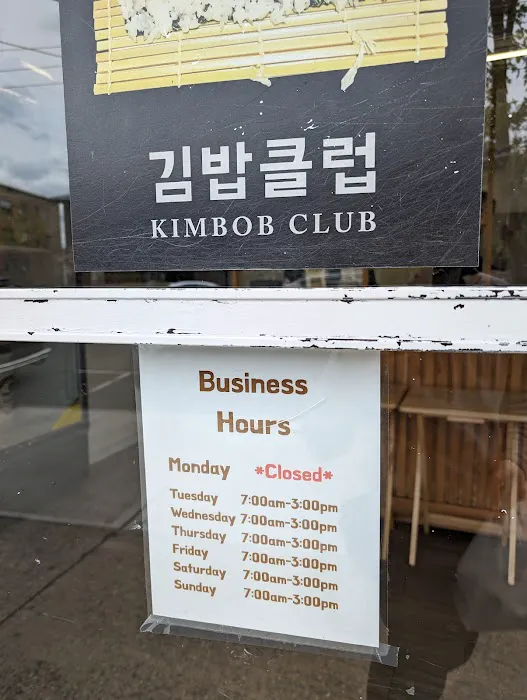 김밥클럽
KIMBOB CLUB
Business
Hours
Monday *Closed*
Tuesday 7:00am-3:00pm
Wednesday 7:00am-3:00pm
Thursday 7:00am-3:00pm
Friday 7:00am-3:00pm
Saturday 7:00am-3:00pm
Sunday 7:00am-3:00pm